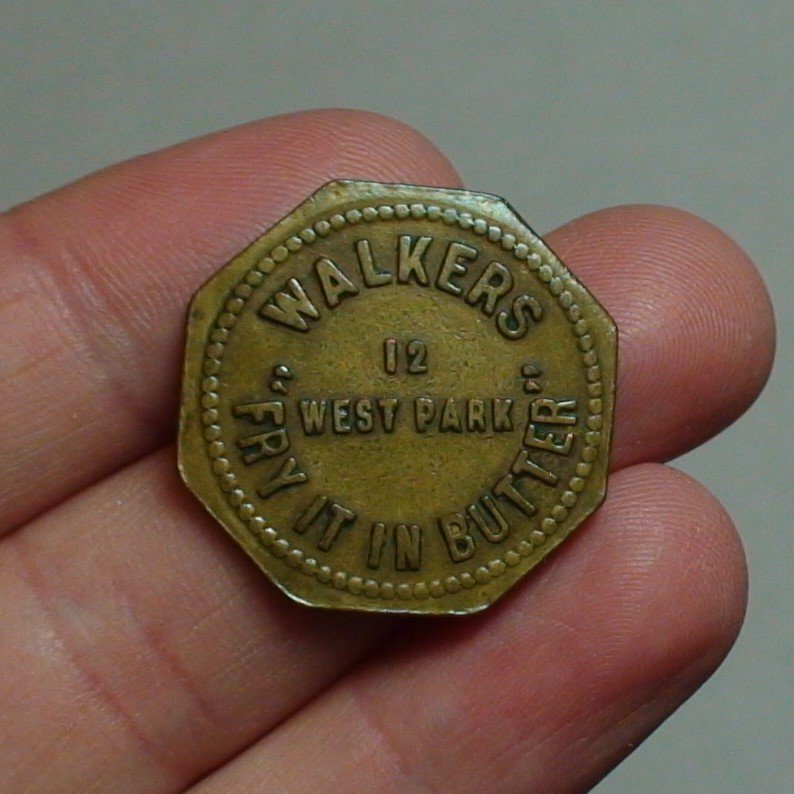 WALKERS
12
WEST PARK
"FRY IT IN BUTTER"